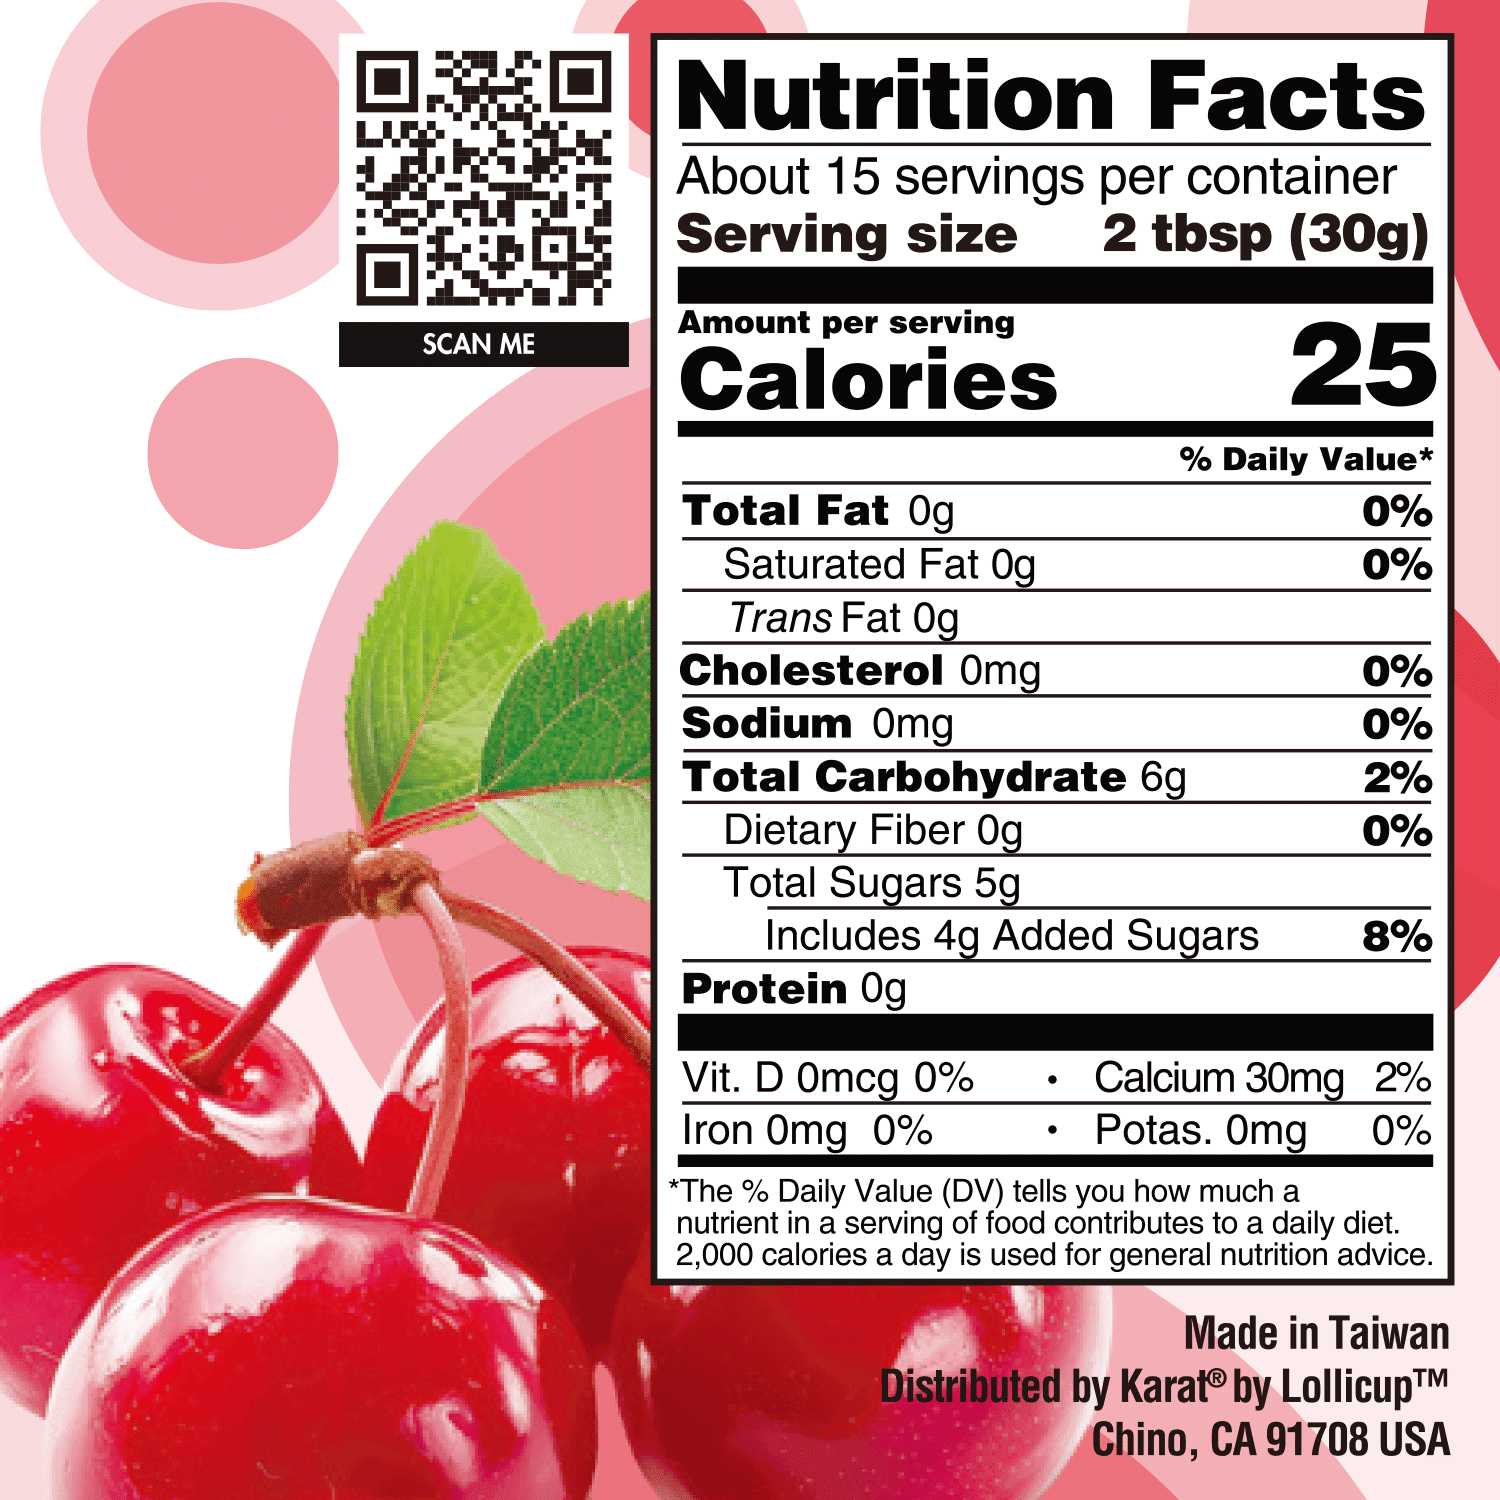 SCAN ME
Nutrition Facts
About 15 servings per container
Serving size 2 tbsp (30g)
Amount per serving
Calories 25
% Daily Value*
Total Fat 0g 0%
Saturated Fat 0g 0%
Trans Fat 0g
Cholesterol 0mg 0%
Sodium 0mg 0%
Total Carbohydrate 6g 2%
Dietary Fiber 0g 0%
Total Sugars 5g
Includes 4g Added Sugars 8%
Protein 0g
Vit. D 0mcg 0% • Calcium 30mg 2%
Iron 0mg 0% • Potas. 0mg 0%
*The % Daily Value (DV) tells you how much a
nutrient in a serving of food contributes to a daily diet.
2,000 calories a day is used for general nutrition advice.
Made in Taiwan
Distributed by Karat® by Lollicup™
Chino, CA 91708 USA